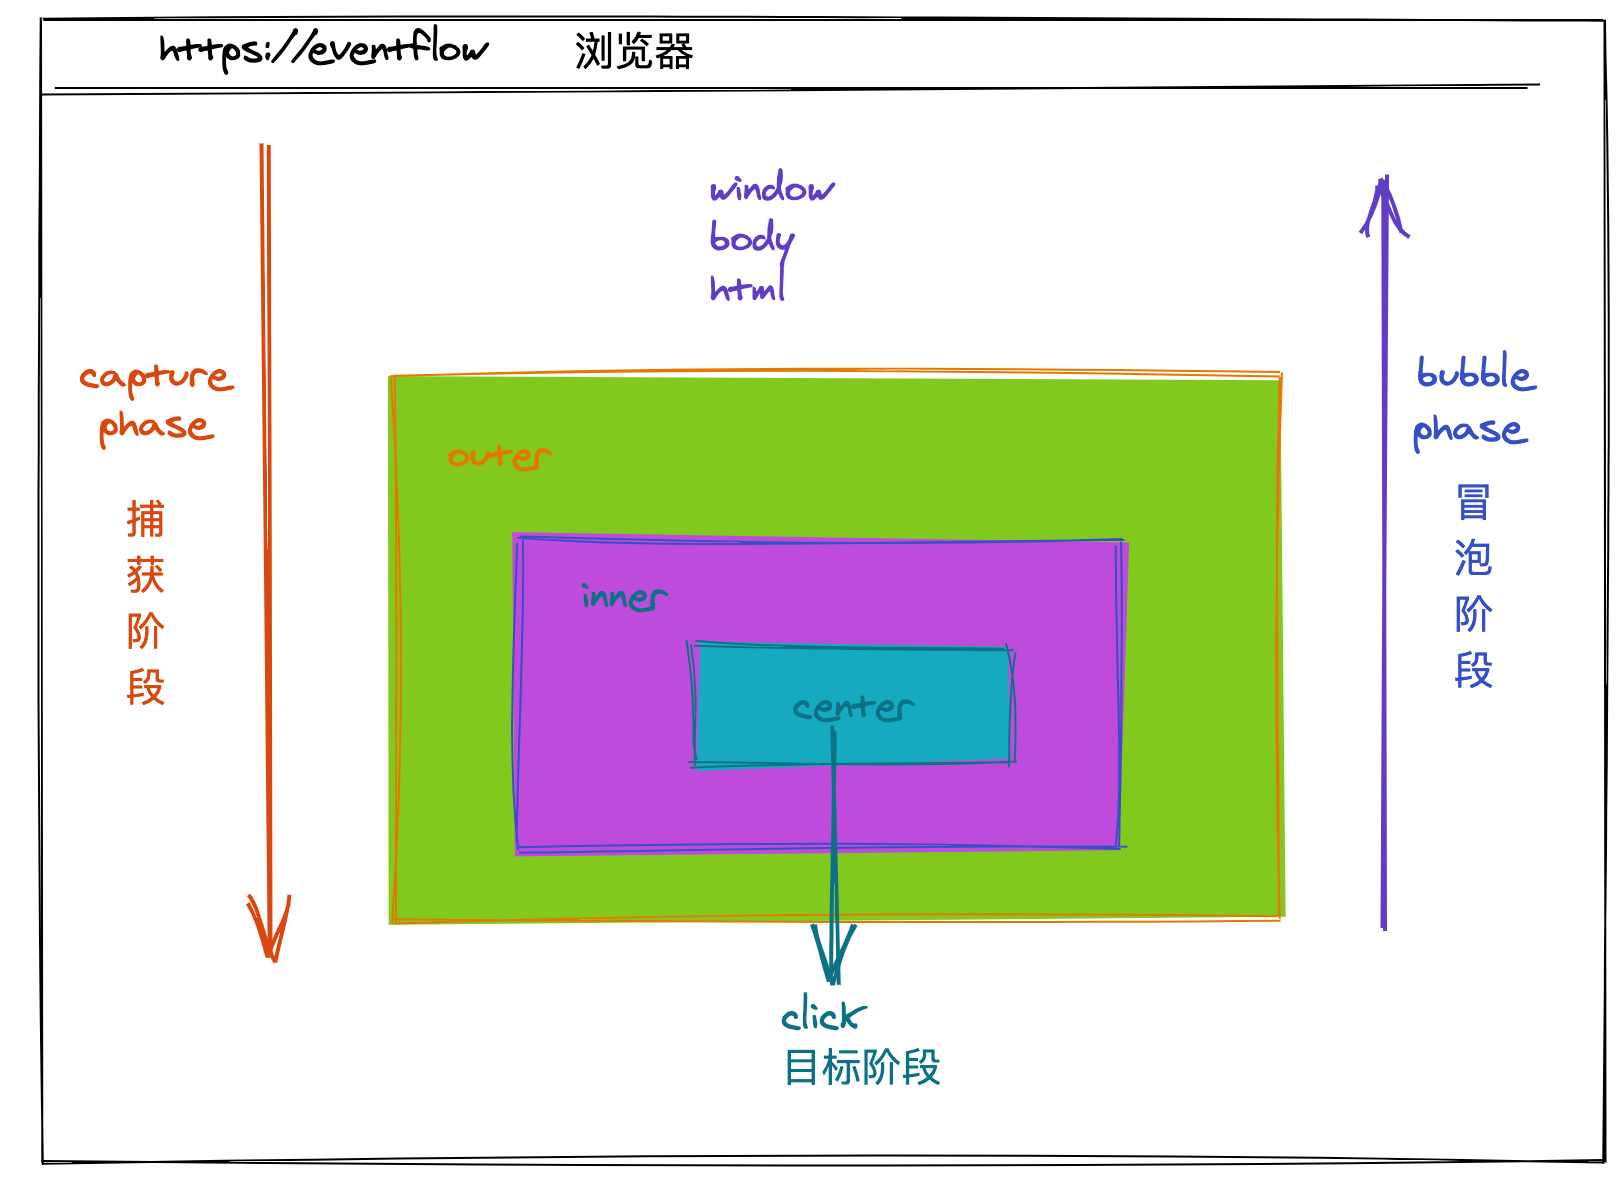 https://eventflow 浏览器
window
body
html
capture
phase
捕
获
阶
段
outer
inner
center
click
目标阶段
bubble
phase
冒
泡
阶
段